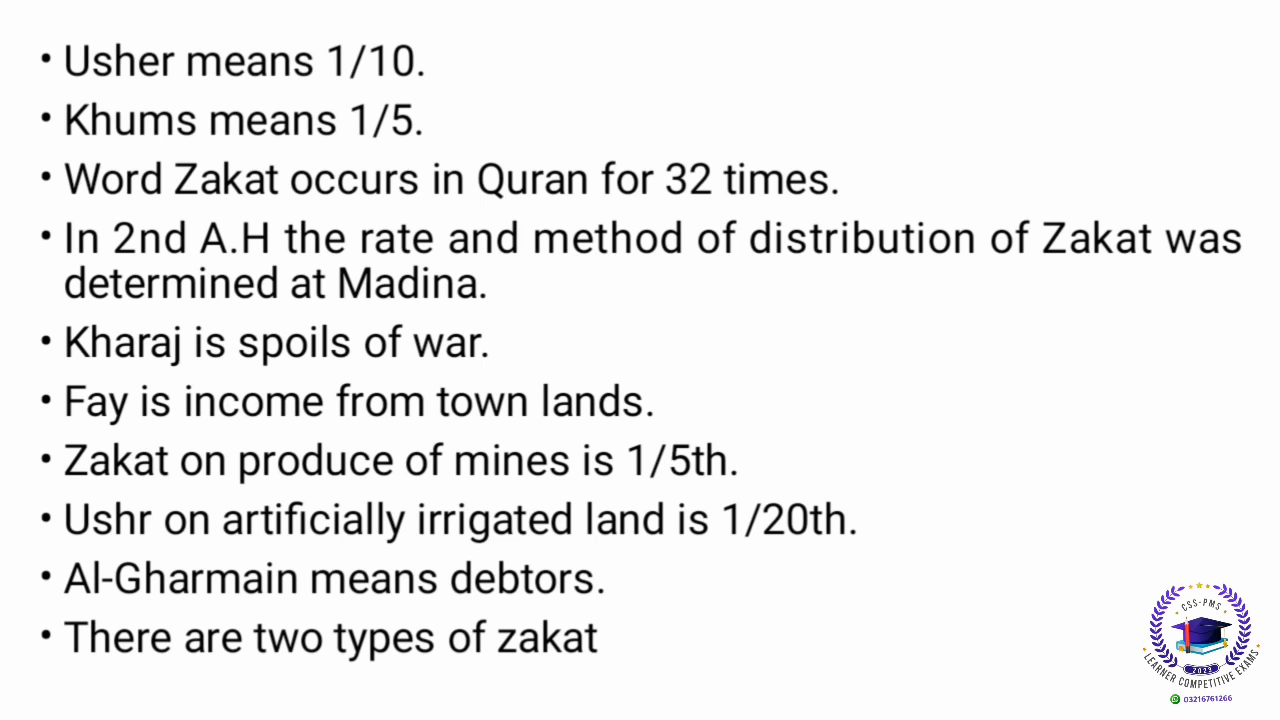 • Usher means 1/10.
• Khums means 1/5.
• Word Zakat occurs in Quran for 32 times.
• In 2nd A.H the rate and method of distribution of Zakat was
determined at Madina.
• Kharaj is spoils of war.
• Fay is income from town lands.
• Zakat on produce of mines is 1/5th.
• Ushr on artificially irrigated land is 1/20th.
• Al-Gharmain means debtors.
• There are two types of zakat
CSS-PMS
2022
LEARNER COMPETITIVE EXAMS
03216761266